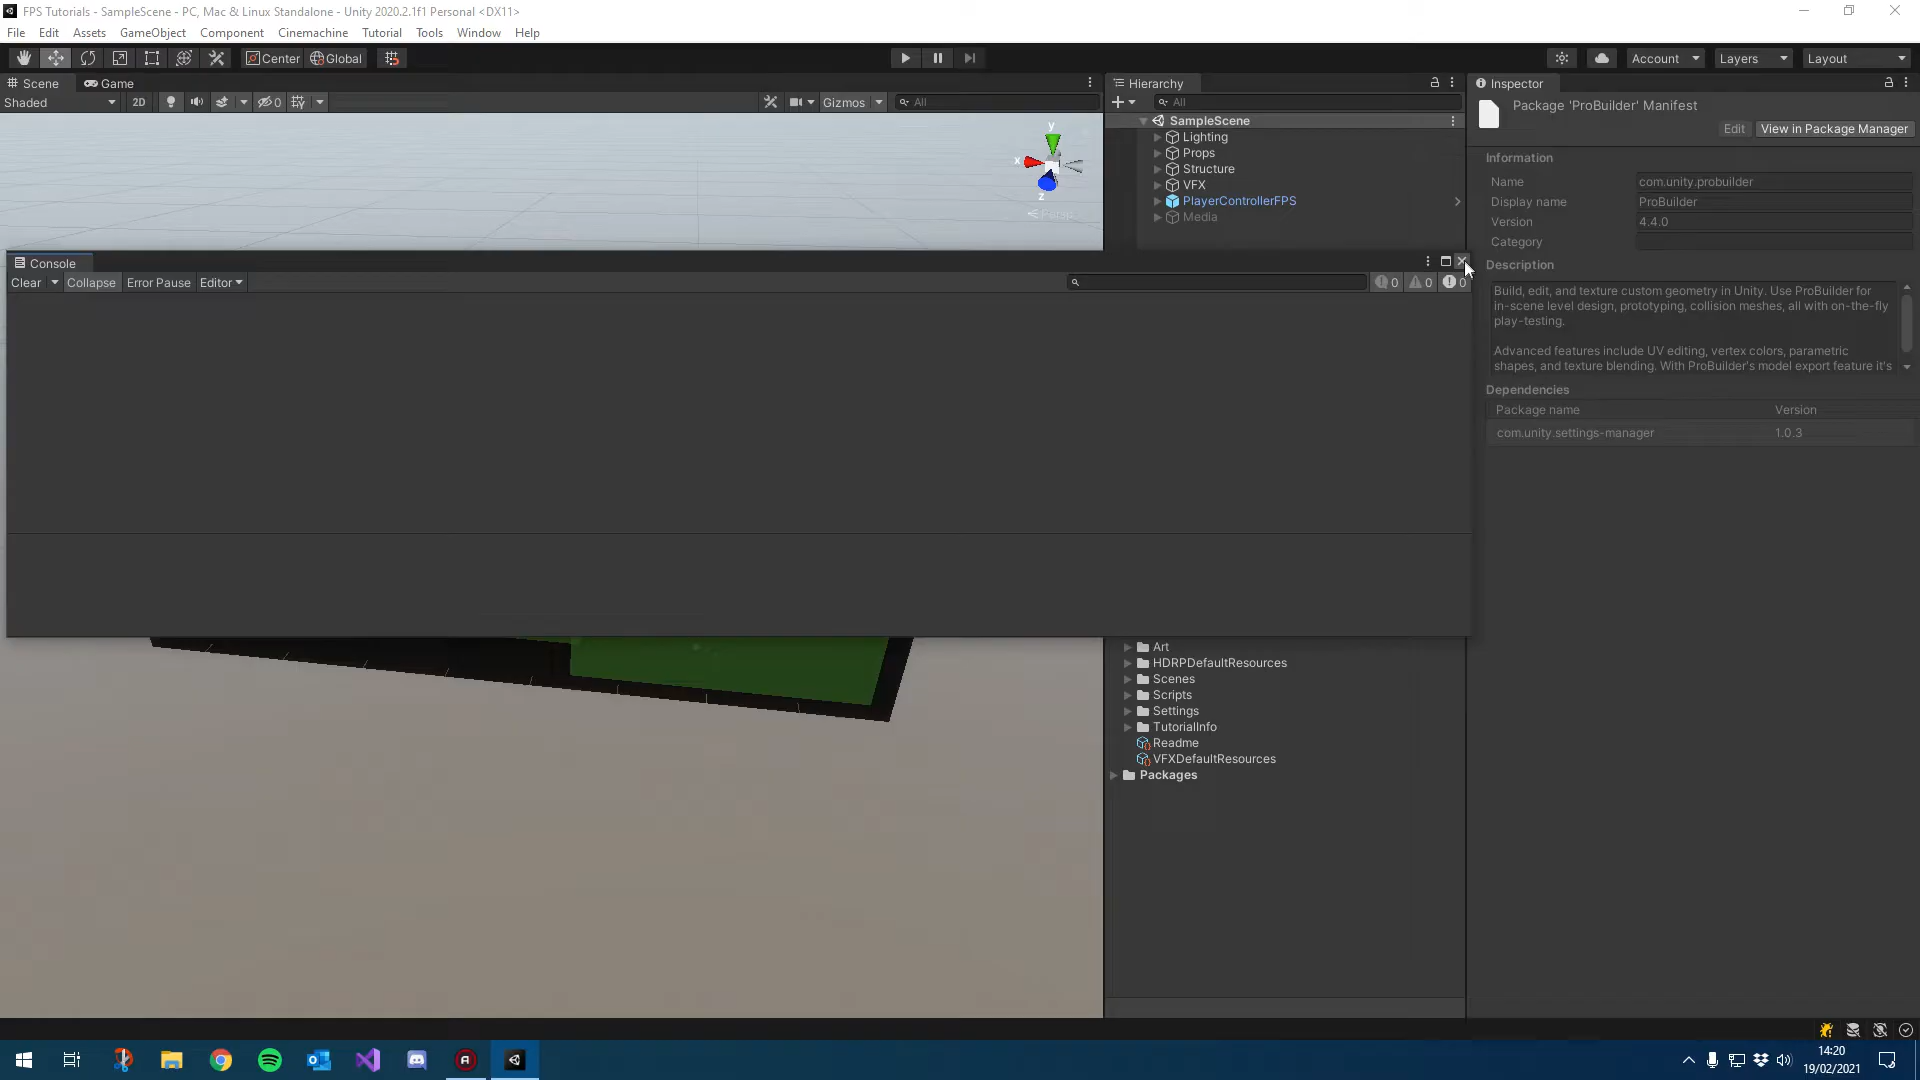 FPS Tutorials - SampleScene - PC, Mac & Linux Standalone - Unity 2020.2.1f1 Personal <DX11>
File Edit Assets GameObject Component Cinemachine Tutorial Tools Window Help
Center Global Account Layers Layout
Scene Game Hierarchy Inspector
Shaded 2D 0 Gizmos All
All
Package 'ProBuilder' Manifest
Edit View in Package Manager
SampleScene
Lighting
Props
Structure
VFX
PlayerControllerFPS
Media
y
x
z
Persp
Information
Name com.unity.probuilder
Display name ProBuilder
Version 4.4.0
Category
Description
Build, edit, and texture custom geometry in Unity. Use ProBuilder for
in-scene level design, prototyping, collision meshes, all with on-the-fly
play-testing.
Advanced features include UV editing, vertex colors, parametric
shapes, and texture blending. With ProBuilder's model export feature it's
Dependencies
Package name Version
com.unity.settings-manager 1.0.3
Console
Clear Collapse Error Pause Editor 0 0 0
Art
HDRPDefaultResources
Scenes
Scripts
Settings
TutorialInfo
Readme
VFXDefaultResources
Packages
14:20
19/02/2021